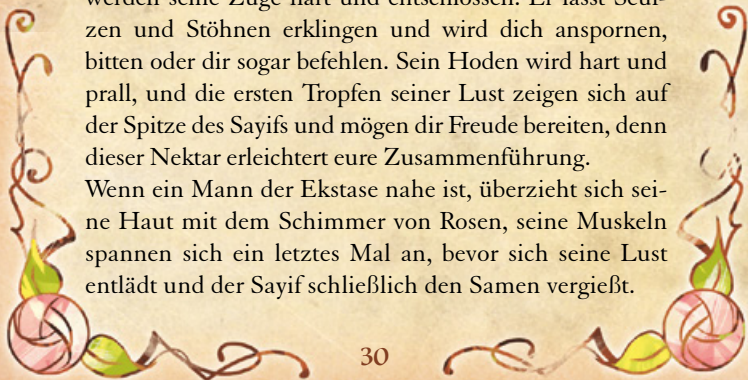 werden seine Züge hart und entschlossen. Er lässt Seuf-
zen und Stöhnen erklingen und wird dich anspornen,
bitten oder dir sogar befehlen. Sein Hoden wird hart und
prall, und die ersten Tropfen seiner Lust zeigen sich auf
der Spitze des Sayifs und mögen dir Freude bereiten, denn
dieser Nektar erleichtert eure Zusammenführung.
Wenn ein Mann der Ekstase nahe ist, überzieht sich sei-
ne Haut mit dem Schimmer von Rosen, seine Muskeln
spannen sich ein letztes Mal an, bevor sich seine Lust
entlädt und der Sayif schließlich den Samen vergießt.
30